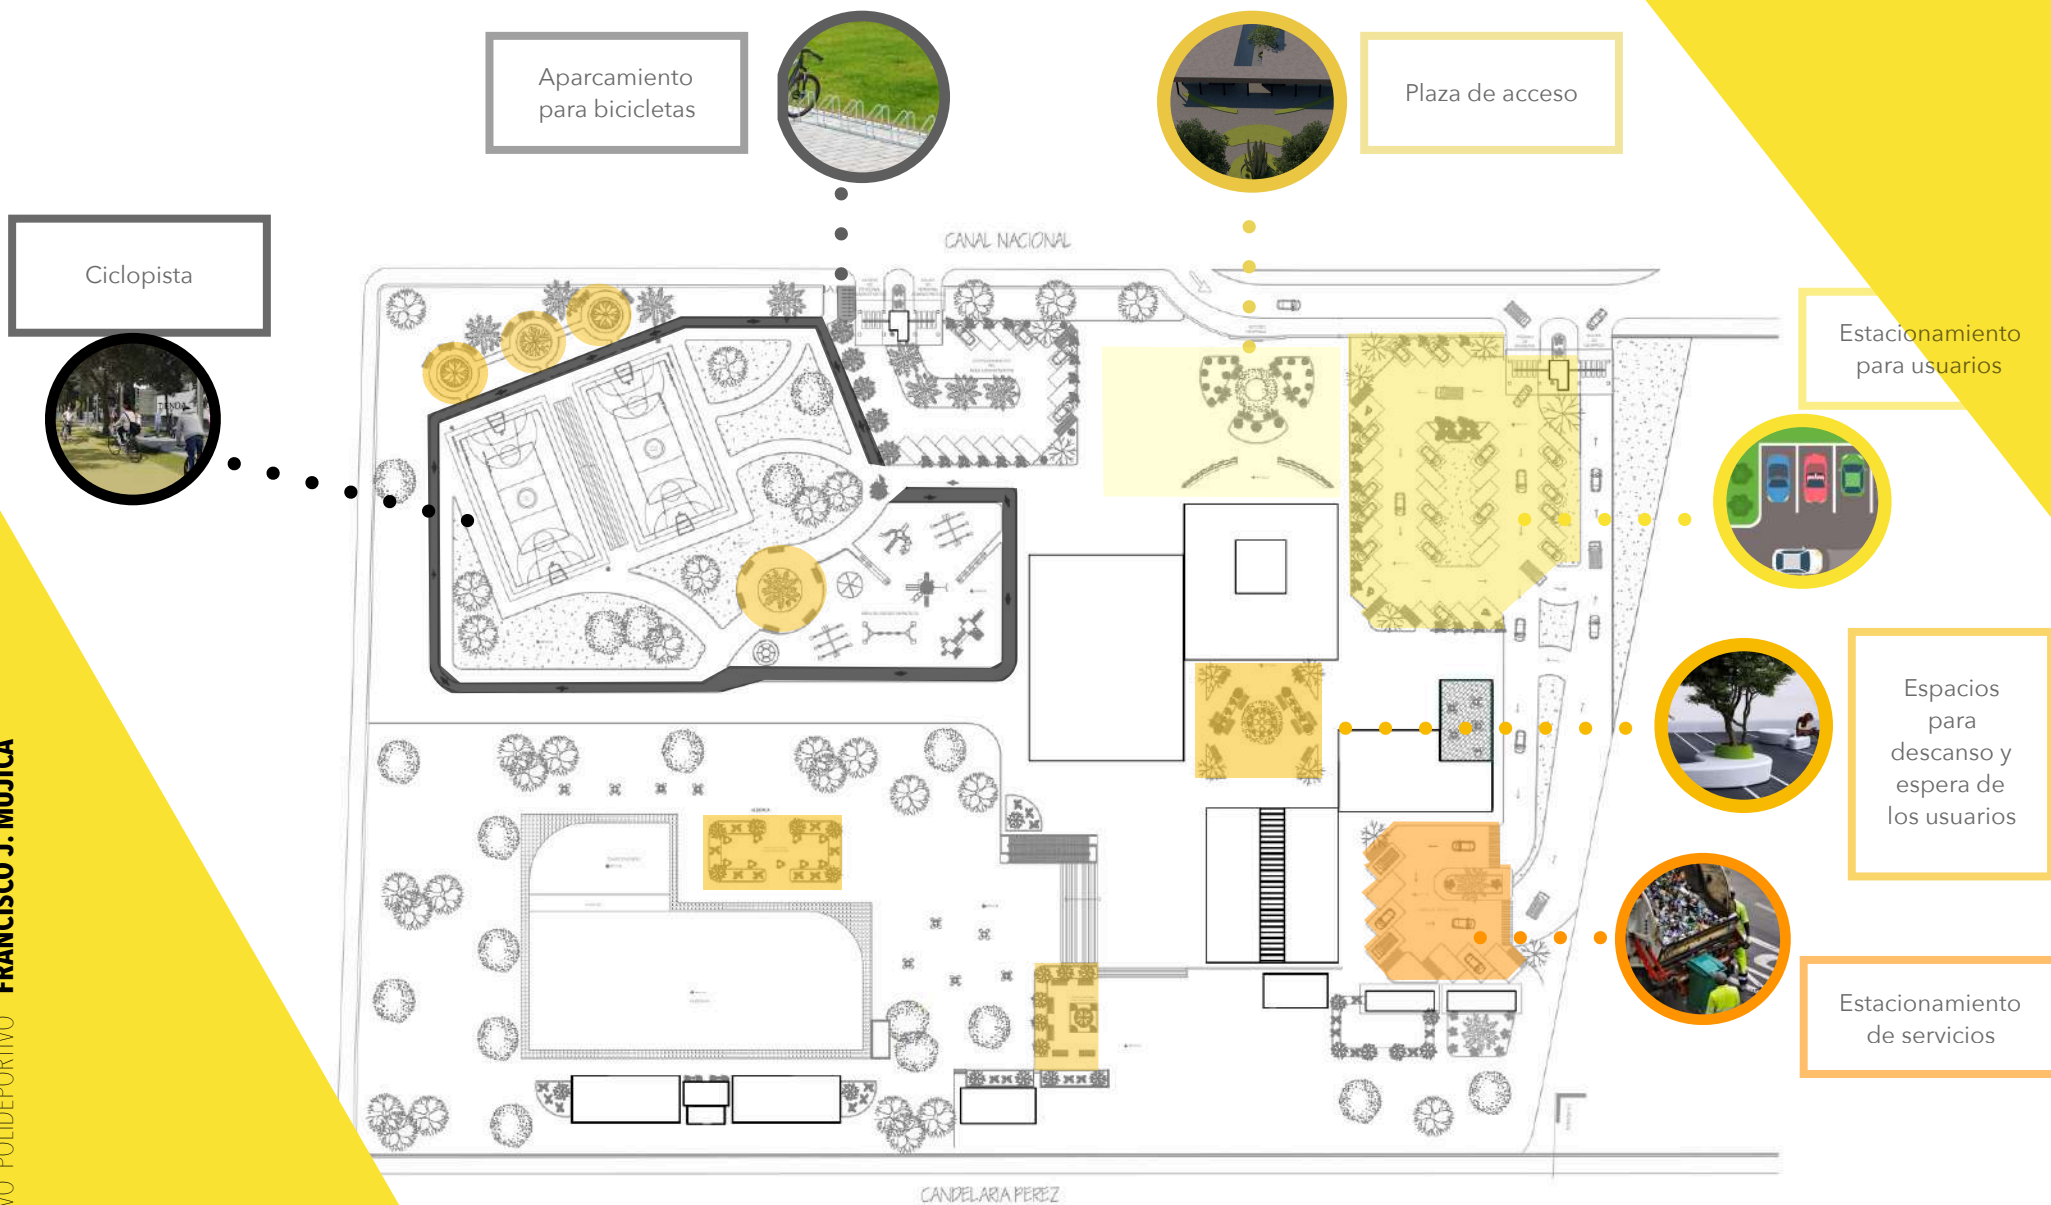 Aparcamiento
para bicicletas
Plaza de acceso
Ciclopista
CANAL NACIONAL
Estacionamiento
para usuarios
Espacios
para
descanso y
espera de
los usuarios
Estacionamiento
de servicios
CANDELARIA PEREZ
VO POLIDEPORTIVO FRANCISCO J. MUJICA